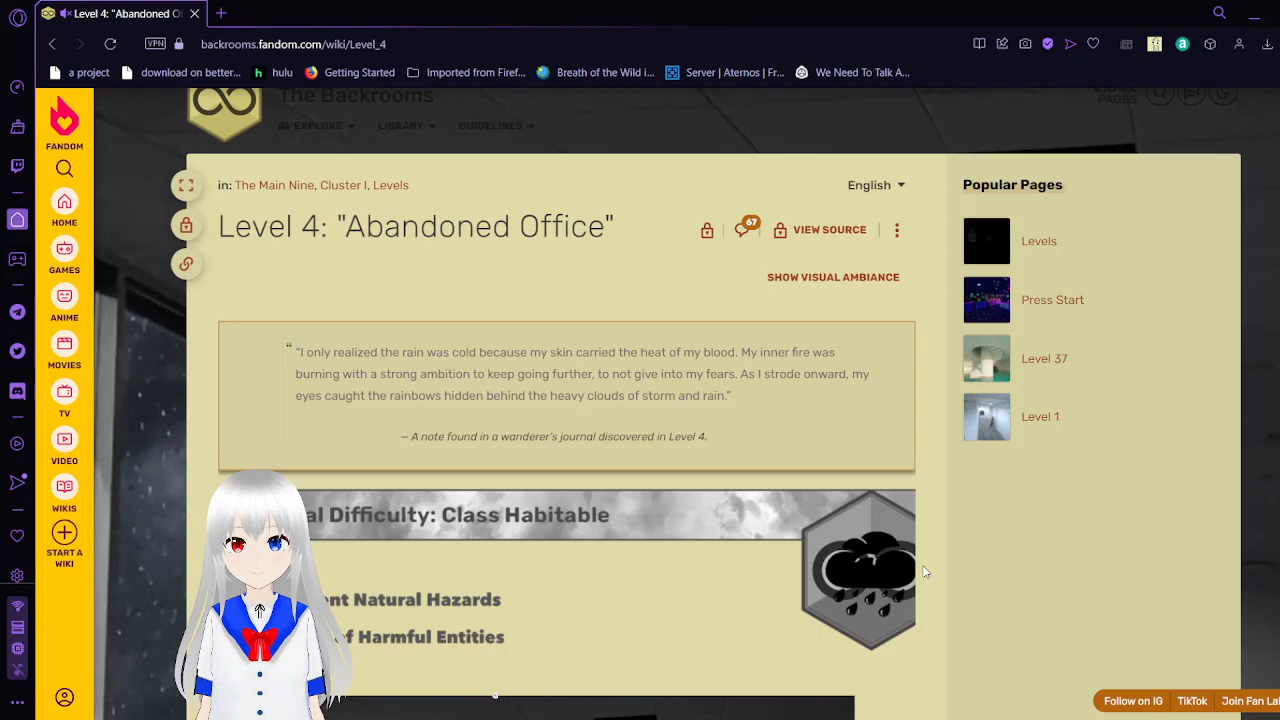 Level 4: "Abandoned O
VPN
backrooms.fandom.com/wiki/Level_4
a project
download on better...
hulu
Getting Started
Imported from Firef...
Breath of the Wild i...
Server | Aternos | Fr...
We Need To Talk A...
FANDOM
HOME
GAMES
ANIME
MOVIES
TV
VIDEO
WIKIS
START A
WIKI
The Backrooms
PAGES
EXPLORE
LIBRARY
GUIDELINES
in: The Main Nine, Cluster I, Levels
English
Level 4: "Abandoned Office"
67
VIEW SOURCE
SHOW VISUAL AMBIANCE
“ “I only realized the rain was cold because my skin carried the heat of my blood. My inner fire was
burning with a strong ambition to keep going further, to not give into my fears. As I strode onward, my
eyes caught the rainbows hidden behind the heavy clouds of storm and rain.”
— A note found in a wanderer's journal discovered in Level 4.
al Difficulty: Class Habitable
ent Natural Hazards
of Harmful Entities
Popular Pages
Levels
Press Start
Level 37
Level 1
Follow on IG
TikTok
Join Fan Lab